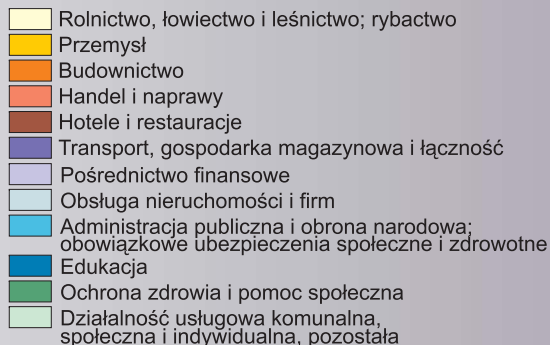 Rolnictwo, łowiectwo i leśnictwo; rybactwo
Przemysł
Budownictwo
Handel i naprawy
Hotele i restauracje
Transport, gospodarka magazynowa i łączność
Pośrednictwo finansowe
Obsługa nieruchomości i firm
Administracja publiczna i obrona narodowa;
obowiązkowe ubezpieczenia społeczne i zdrowotne
Edukacja
Ochrona zdrowia i pomoc społeczna
Działalność usługowa komunalna,
społeczna i indywidualna, pozostała